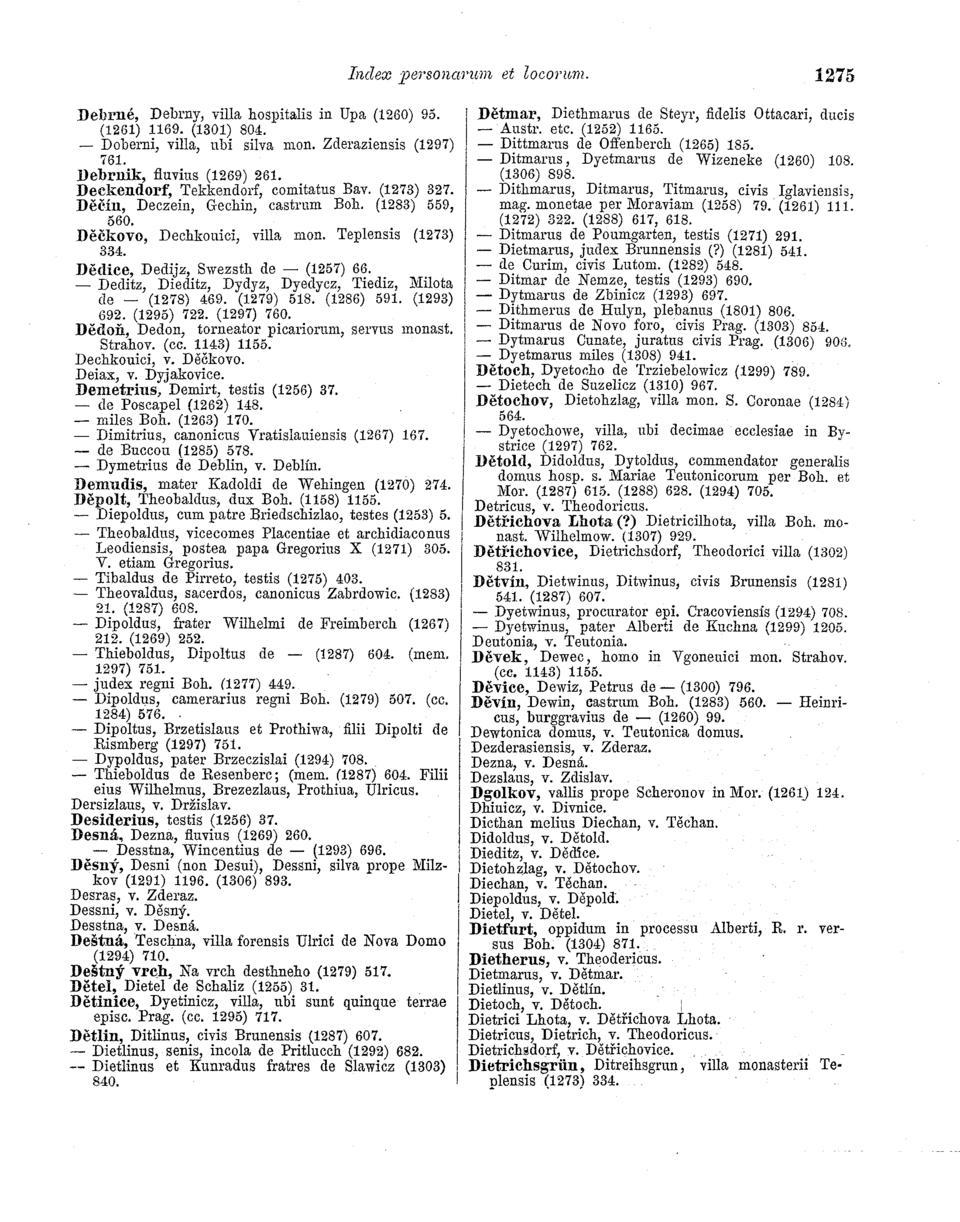 Index personarum et locorum.
1275
Debrné, Debrny, villa hospitalis in Upa (1260) 95.
(1261) 1169. (1301) 804.
— Doberni, villa, ubi silva mon. Zderaziensis (1297)
761.
Debrnik, fluvius (1269) 261.
Deckendorf, Tekkendorf, comitatus Bav. (1273) 327.
Děčín, Deczein, Gechin, castrum Boh. (1283) 559,
560.
Děčkovo, Dechkouici, villa mon. Teplensis (1273)
334.
Dědice, Dedijz, Swezsth de — (1257) 66.
— Deditz, Dieditz, Dydyz, Dyedycz, Tiediz, Milota
de — (1278) 469. (1279) 518. (1286) 591. (1293)
692. (1295) 722. (1297) 760.
Dědoň, Dedon, torneator picariorum, servus monast.
Strahov. (cc. 1143) 1155.
Dechkouici, v. Děčkovo.
Deiax, v. Dyjakovice.
Demetrius, Demirt, testis (1256) 37.
— de Poscapel (1262) 148.
— miles Boh. (1263) 170.
— Dimitrius, canonicus Vratislauiensis (1267) 167.
— de Buccou (1285) 578.
— Dymetrius de Deblin, v. Deblín.
Demudis, mater Kadoldi de Wehingen (1270) 274.
Děpolt, Theobaldus, dux Boh. (1158) 1155.
— Diepoldus, cum patre Briedschizlao, testes (1253) 5.
— Theobaldus, vicecomes Placentiae et archidiaconus
Leodiensis, postea papa Gregorius X (1271) 305.
V. etiam Gregorius.
— Tibaldus de Pirreto, testis (1275) 403.
— Theovaldus, sacerdos, canonicus Zabrdowic. (1283)
21. (1287) 608.
— Dipoldus, frater Wilhelmi de Freimberch (1267)
212. (1269) 252.
— Thieboldus, Dipoltus de — (1287) 604. (mem.
1297) 751.
— judex regni Boh. (1277) 449.
— Dipoldus, camerarius regni Boh. (1279) 507. (cc.
1284) 576.
— Dipoltus, Brzetislaus et Prothiwa, filii Dipolti de
Rismberg (1297) 751.
— Dypoldus, pater Brzeczislai (1294) 708.
— Thieboldus de Resenberc; (mem. (1287) 604. Filii
eius Wilhelmus, Brezezlaus, Prothiua, Ulricus.
Dersizlaus, v. Držislav.
Desiderius, testis (1256) 37.
Desná, Dezna, fluvius (1269) 260.
— Desstna, Wincentius de — (1293) 696.
Děsný, Desni (non Desui), Dessni, silva prope Milz-
kov (1291) 1196. (1306) 893.
Desras, v. Zderaz.
Dessni, v. Děsný.
Desstna, v. Desná.
Deštná, Teschna, villa forensis Ulrici de Nova Domo
(1294) 710.
Deštný vrch, Na vrch desthneho (1279) 517.
Dětel, Dietel de Schaliz (1255) 31.
Dětinice, Dyetinicz, villa, ubi sunt quinque terrae
episc. Prag. (cc. 1295) 717.
Dětlín, Ditlinus, civis Brunensis (1287) 607.
— Dietlinus, senis, incola de Pritlucch (1292) 682.
— Dietlinus et Kunradus fratres de Slawicz (1303)
840.
Dětmar, Diethmarus de Steyr, fidelis Ottacari, ducis
— Austr. etc. (1252) 1165.
— Dittmarus de Offenberch (1265) 185.
— Ditmarus, Dyetmarus de Wizeneke (1260) 108.
(1306) 898.
— Dithmarus, Ditmarus, Titmarus, civis Iglaviensis,
mag. monetae per Moraviam (1258) 79. (1261) 111.
(1272) 322. (1288) 617, 618.
— Ditmarus de Poumgarten, testis (1271) 291.
— Dietmarus, judex Brunnensis (?) (1281) 541.
— de Curim, civis Lutom. (1282) 548.
— Ditmar de Nemze, testis (1293) 690.
— Dytmarus de Zbinicz (1293) 697.
— Dithmerus de Hulyn, plebanus (1801) 806.
— Ditmarus de Novo foro, civis Prag. (1303) 854.
— Dytmarus Cunate, juratus civis Prag. (1306) 906.
— Dyetmarus miles (1308) 941.
Dětoch, Dyetocho de Trziebelowicz (1299) 789.
— Dietech de Suzelicz (1310) 967.
Dětochov, Dietohzlag, villa mon. S. Coronae (1284)
564.
— Dyetochowe, villa, ubi decimae ecclesiae in By-
strice (1297) 762.
Dětold, Didoldus, Dytoldus, commendator generalis
domus hosp. s. Mariae Teutonicorum per Boh. et
Mor. (1287) 615. (1288) 628. (1294) 705.
Detricus, v. Theodoricus.
Dětřichova Lhota (?) Dietricilhota, villa Boh. mo-
nast. Wilhelmow. (1307) 929.
Dětřichovice, Dietrichsdorf, Theodorici villa (1302)
831.
Dětvín, Dietwinus, Ditwinus, civis Brunensis (1281)
541. (1287) 607.
— Dyetwinus, procurator epi. Cracoviensis (1294) 708.
— Dyetwinus, pater Alberti de Kuchna (1299) 1205.
Deutonia, v. Teutonia.
Děvek, Dewec, homo in Vgoneuici mon. Strahov.
(cc. 1143) 1155.
Děvice, Dewiz, Petrus de — (1300) 796.
Děvín, Dewin, castrum Boh. (1283) 560. — Heinri-
cus, burggravius de — (1260) 99.
Dewtonica domus, v. Teutonica domus.
Dezderasiensis, v. Zderaz.
Dezna, v. Desná.
Dezslaus, v. Zdislav.
Dgolkov, vallis prope Scheronov in Mor. (1261) 124.
Dhiuicz, v. Divnice.
Dicthan melius Diechan, v. Těchan.
Didoldus, v. Dětold.
Dieditz, v. Dědice.
Dietohzlag, v. Dětochov.
Diechan, v. Těchan.
Diepoldus, v. Děpold.
Dietel, v. Dětel.
Dietfurt, oppidum in processu Alberti, R. r. ver-
sus Boh. (1304) 871.
Dietherus, v. Theodericus.
Dietmarus, v. Dětmar.
Dietlinus, v. Dětlín.
Dietoch, v. Dětoch.
Dietrici Lhota, v. Dětřichova Lhota.
Dietricus, Dietrich, v. Theodoricus.
Dietrichsdorf, v. Dětřichovice.
Dietrichsgrün, Ditreihsgrun, villa monasterii Te-
plensis (1273) 334.